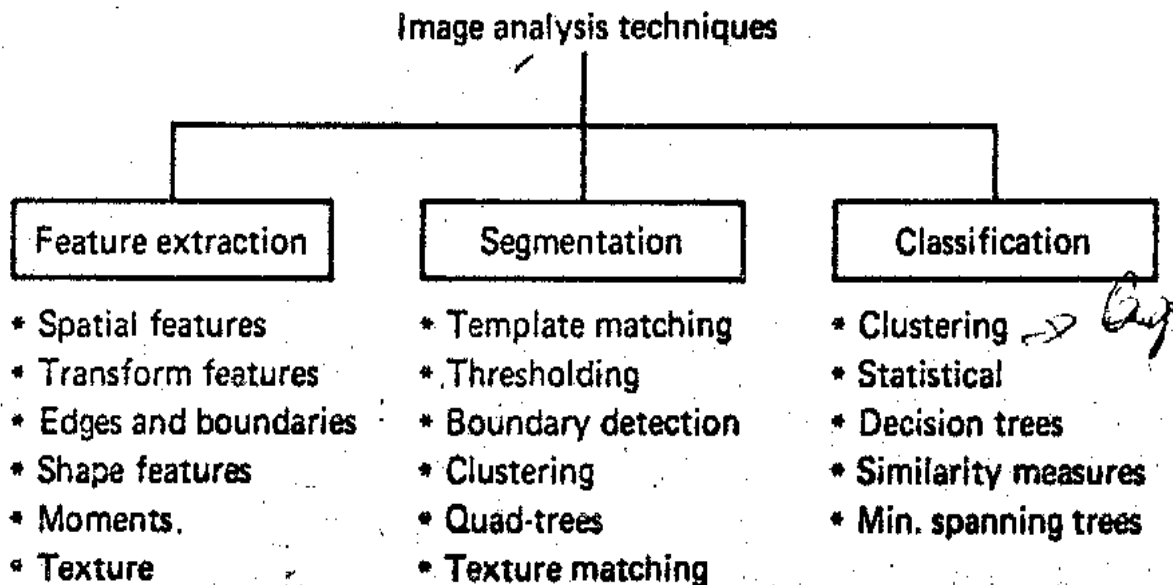 Image analysis techniques
Feature extraction
* Spatial features
* Transform features
* Edges and boundaries
* Shape features
* Moments.
* Texture
Segmentation
* Template matching
* Thresholding
* Boundary detection
* Clustering
* Quad-trees
* Texture matching
Classification
* Clustering →
* Statistical
* Decision trees
* Similarity measures
* Min. spanning trees